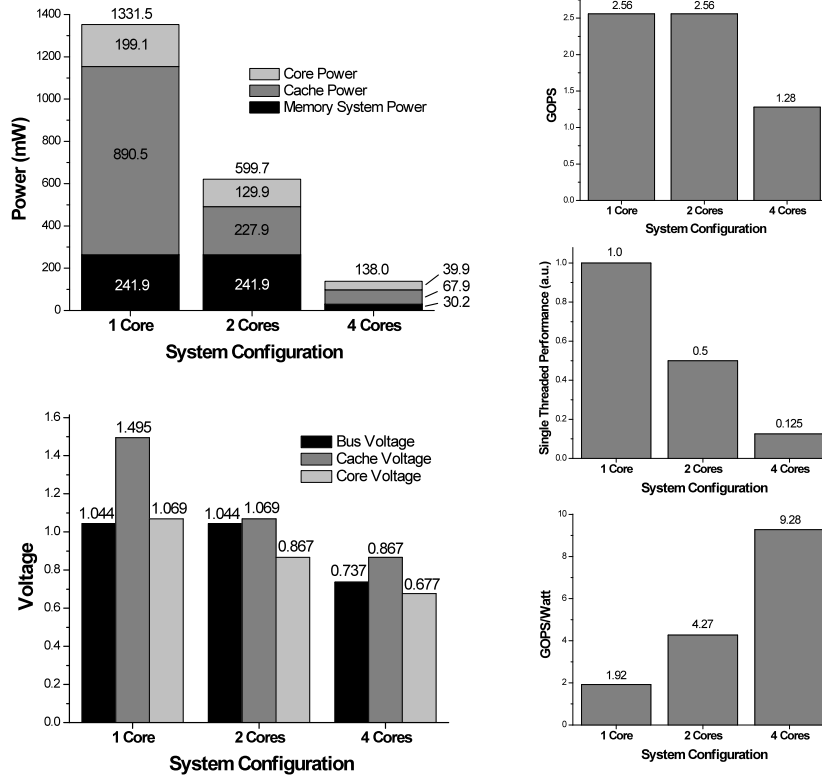 1331.5
1400
199.1
1200
Core Power
Cache Power
Memory System Power
1000
890.5
800
Power (mW)
599.7
600
129.9
400
227.9
138.0
39.9
200
67.9
241.9
241.9
30.2
0
1 Core
2 Cores
4 Cores
System Configuration
2.56
2.56
2.5
2.0
GOPS
1.5
1.28
1.0
0.5
0.0
1 Core
2 Cores
4 Cores
System Configuration
1.0
1.0
Single Threaded Performance (a.u.)
0.8
0.6
0.5
0.4
0.2
0.125
0.0
1 Core
2 Cores
4 Cores
System Configuration
1.6
1.495
Bus Voltage
Cache Voltage
Core Voltage
1.4
1.2
1.044
1.069
1.044
1.069
1.0
0.867
0.867
0.8
0.737
0.677
Voltage
0.6
0.4
0.2
0.0
1 Core
2 Cores
4 Cores
System Configuration
10
9.28
8
GOPS/Watt
6
4.27
4
1.92
2
0
1 Core
2 Cores
4 Cores
System Configuration